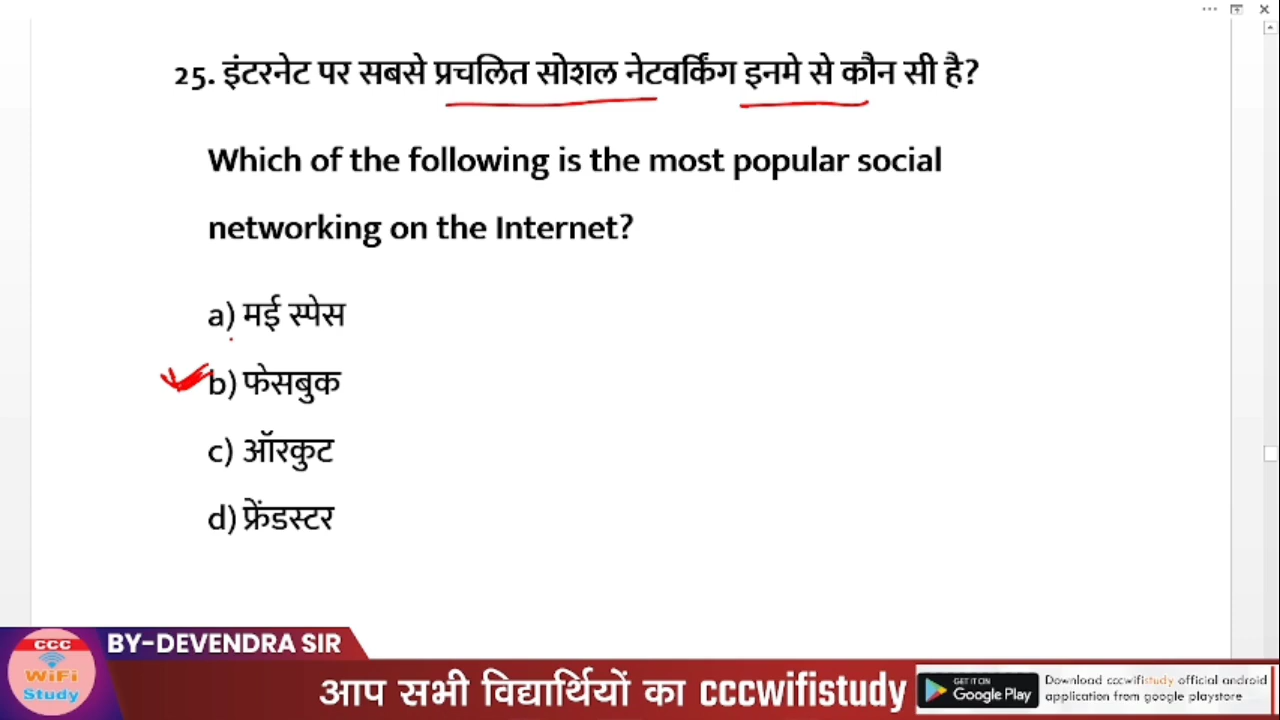 25. इंटरनेट पर सबसे प्रचलित सोशल नेटवर्किंग इनमे से कौन सी है?
Which of the following is the most popular social
networking on the Internet?
a) मई स्पेस
b) फेसबुक
c) ऑरकुट
d) फ्रेंडस्टर
CCC
WiFi
Study
BY-DEVENDRA SIR
आप सभी विद्यार्थियों का cccwifistudy
GET IT ON
Google Play
Download cccwifistudy official android
application from google playstore